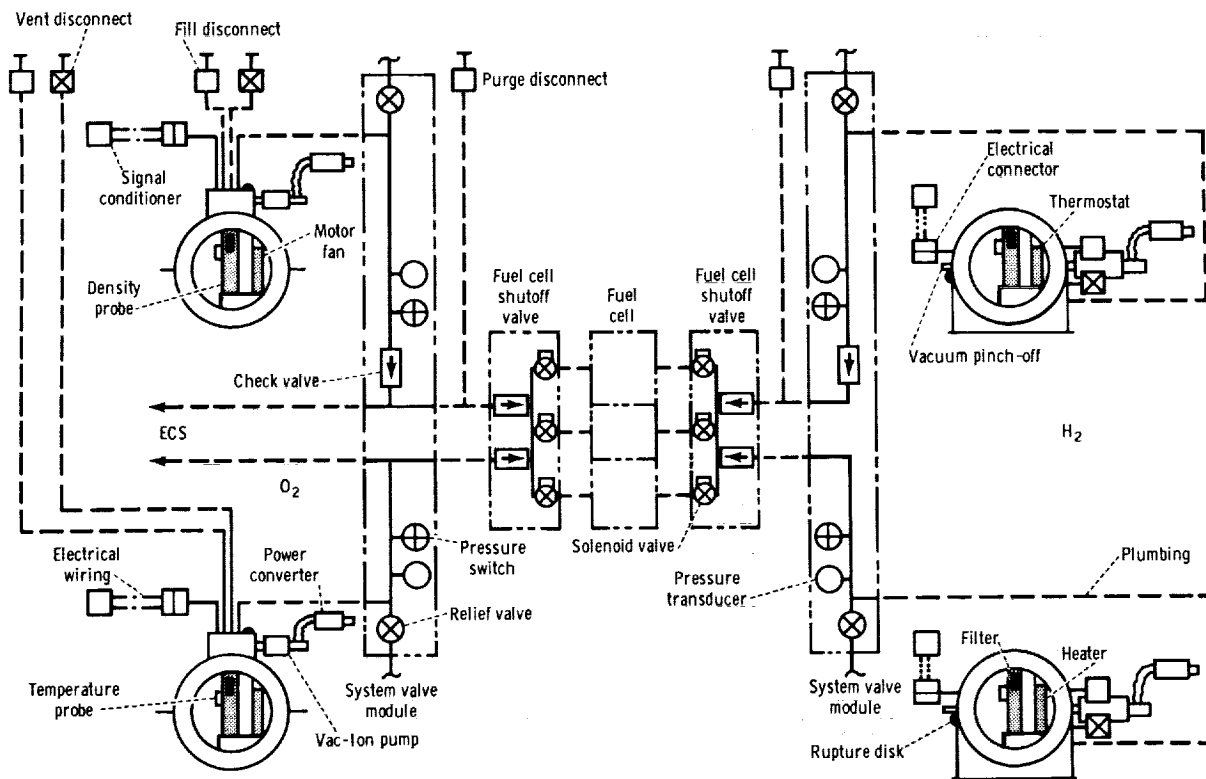 Vent disconnect
Fill disconnect
Purge disconnect
Signal
conditioner
Electrical
connector
Thermostat
Motor
fan
Density
probe
Fuel cell
shutoff
valve
Fuel
cell
Fuel cell
shutoff
valve
Vacuum pinch-off
Check valve
ECS
H2
O2
Electrical
wiring
Power
converter
Pressure
switch
Solenoid valve
Pressure
transducer
Plumbing
Relief valve
Filter
Heater
Temperature
probe
System valve
module
System valve
module
Vac-Ion pump
Rupture disk